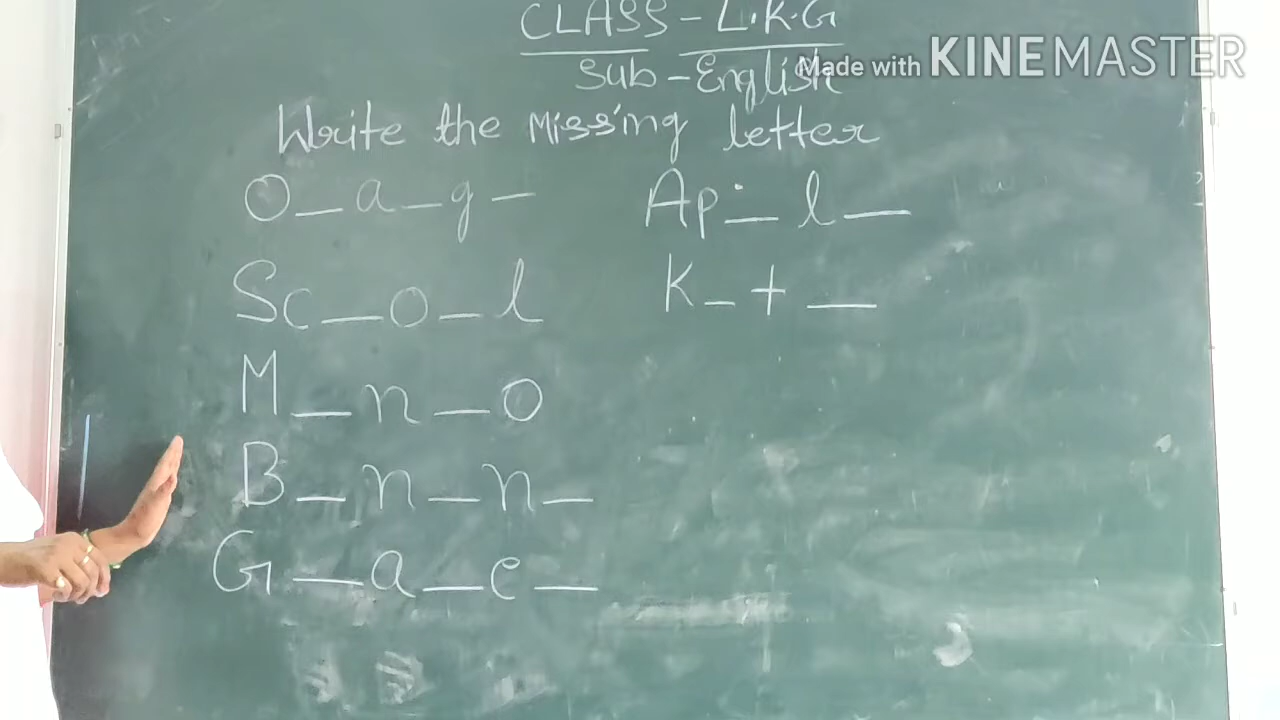 CLASS - L.K.G
Made with KINEMASTER
Sub - English
Write the Missing letter
O_a_g_ Ap_l_
Sc_o_l K_t_
M_n_o
B_n_n_
G_a_e_